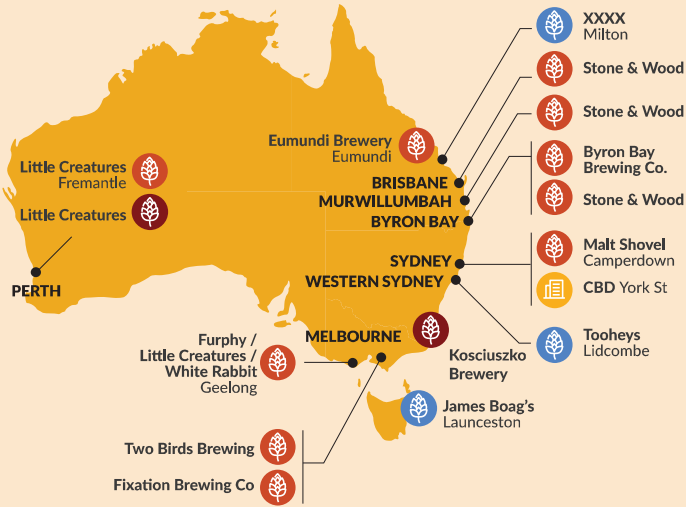 XXXX
Milton
Stone & Wood
Stone & Wood
Eumundi Brewery
Eumundi
Byron Bay
Brewing Co.
Stone & Wood
Little Creatures
Fremantle
Little Creatures
BRISBANE
MURWILLUMBAH
BYRON BAY
SYDNEY
WESTERN SYDNEY
Malt Shovel
Camperdown
CBD York St
PERTH
Tooheys
Lidcombe
MELBOURNE
Kosciuszko
Brewery
Furphy /
Little Creatures /
White Rabbit
Geelong
James Boag's
Launceston
Two Birds Brewing
Fixation Brewing Co